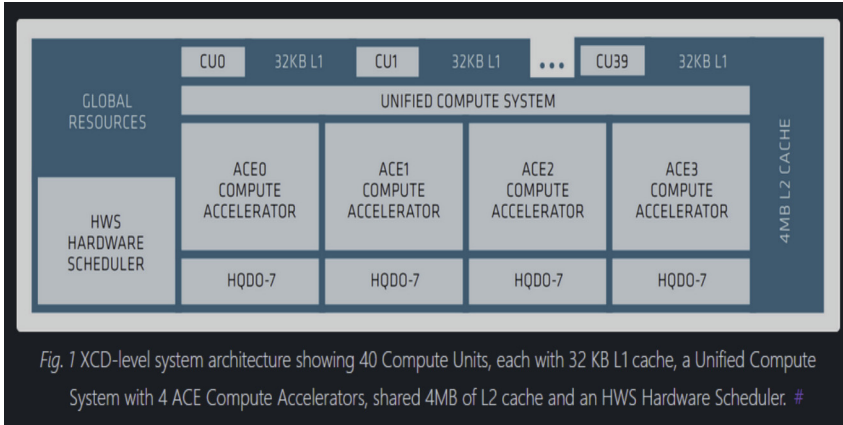 CU0 32KB L1 CU1 32KB L1 ... CU39 32KB L1
GLOBAL
RESOURCES
UNIFIED COMPUTE SYSTEM
HWS
HARDWARE
SCHEDULER
ACE0
COMPUTE
ACCELERATOR
ACE1
COMPUTE
ACCELERATOR
ACE2
COMPUTE
ACCELERATOR
ACE3
COMPUTE
ACCELERATOR
HQD0-7 HQD0-7 HQD0-7 HQD0-7
4MB L2 CACHE
Fig. 1 XCD-level system architecture showing 40 Compute Units, each with 32 KB L1 cache, a Unified Compute
System with 4 ACE Compute Accelerators, shared 4MB of L2 cache and an HWS Hardware Scheduler. #